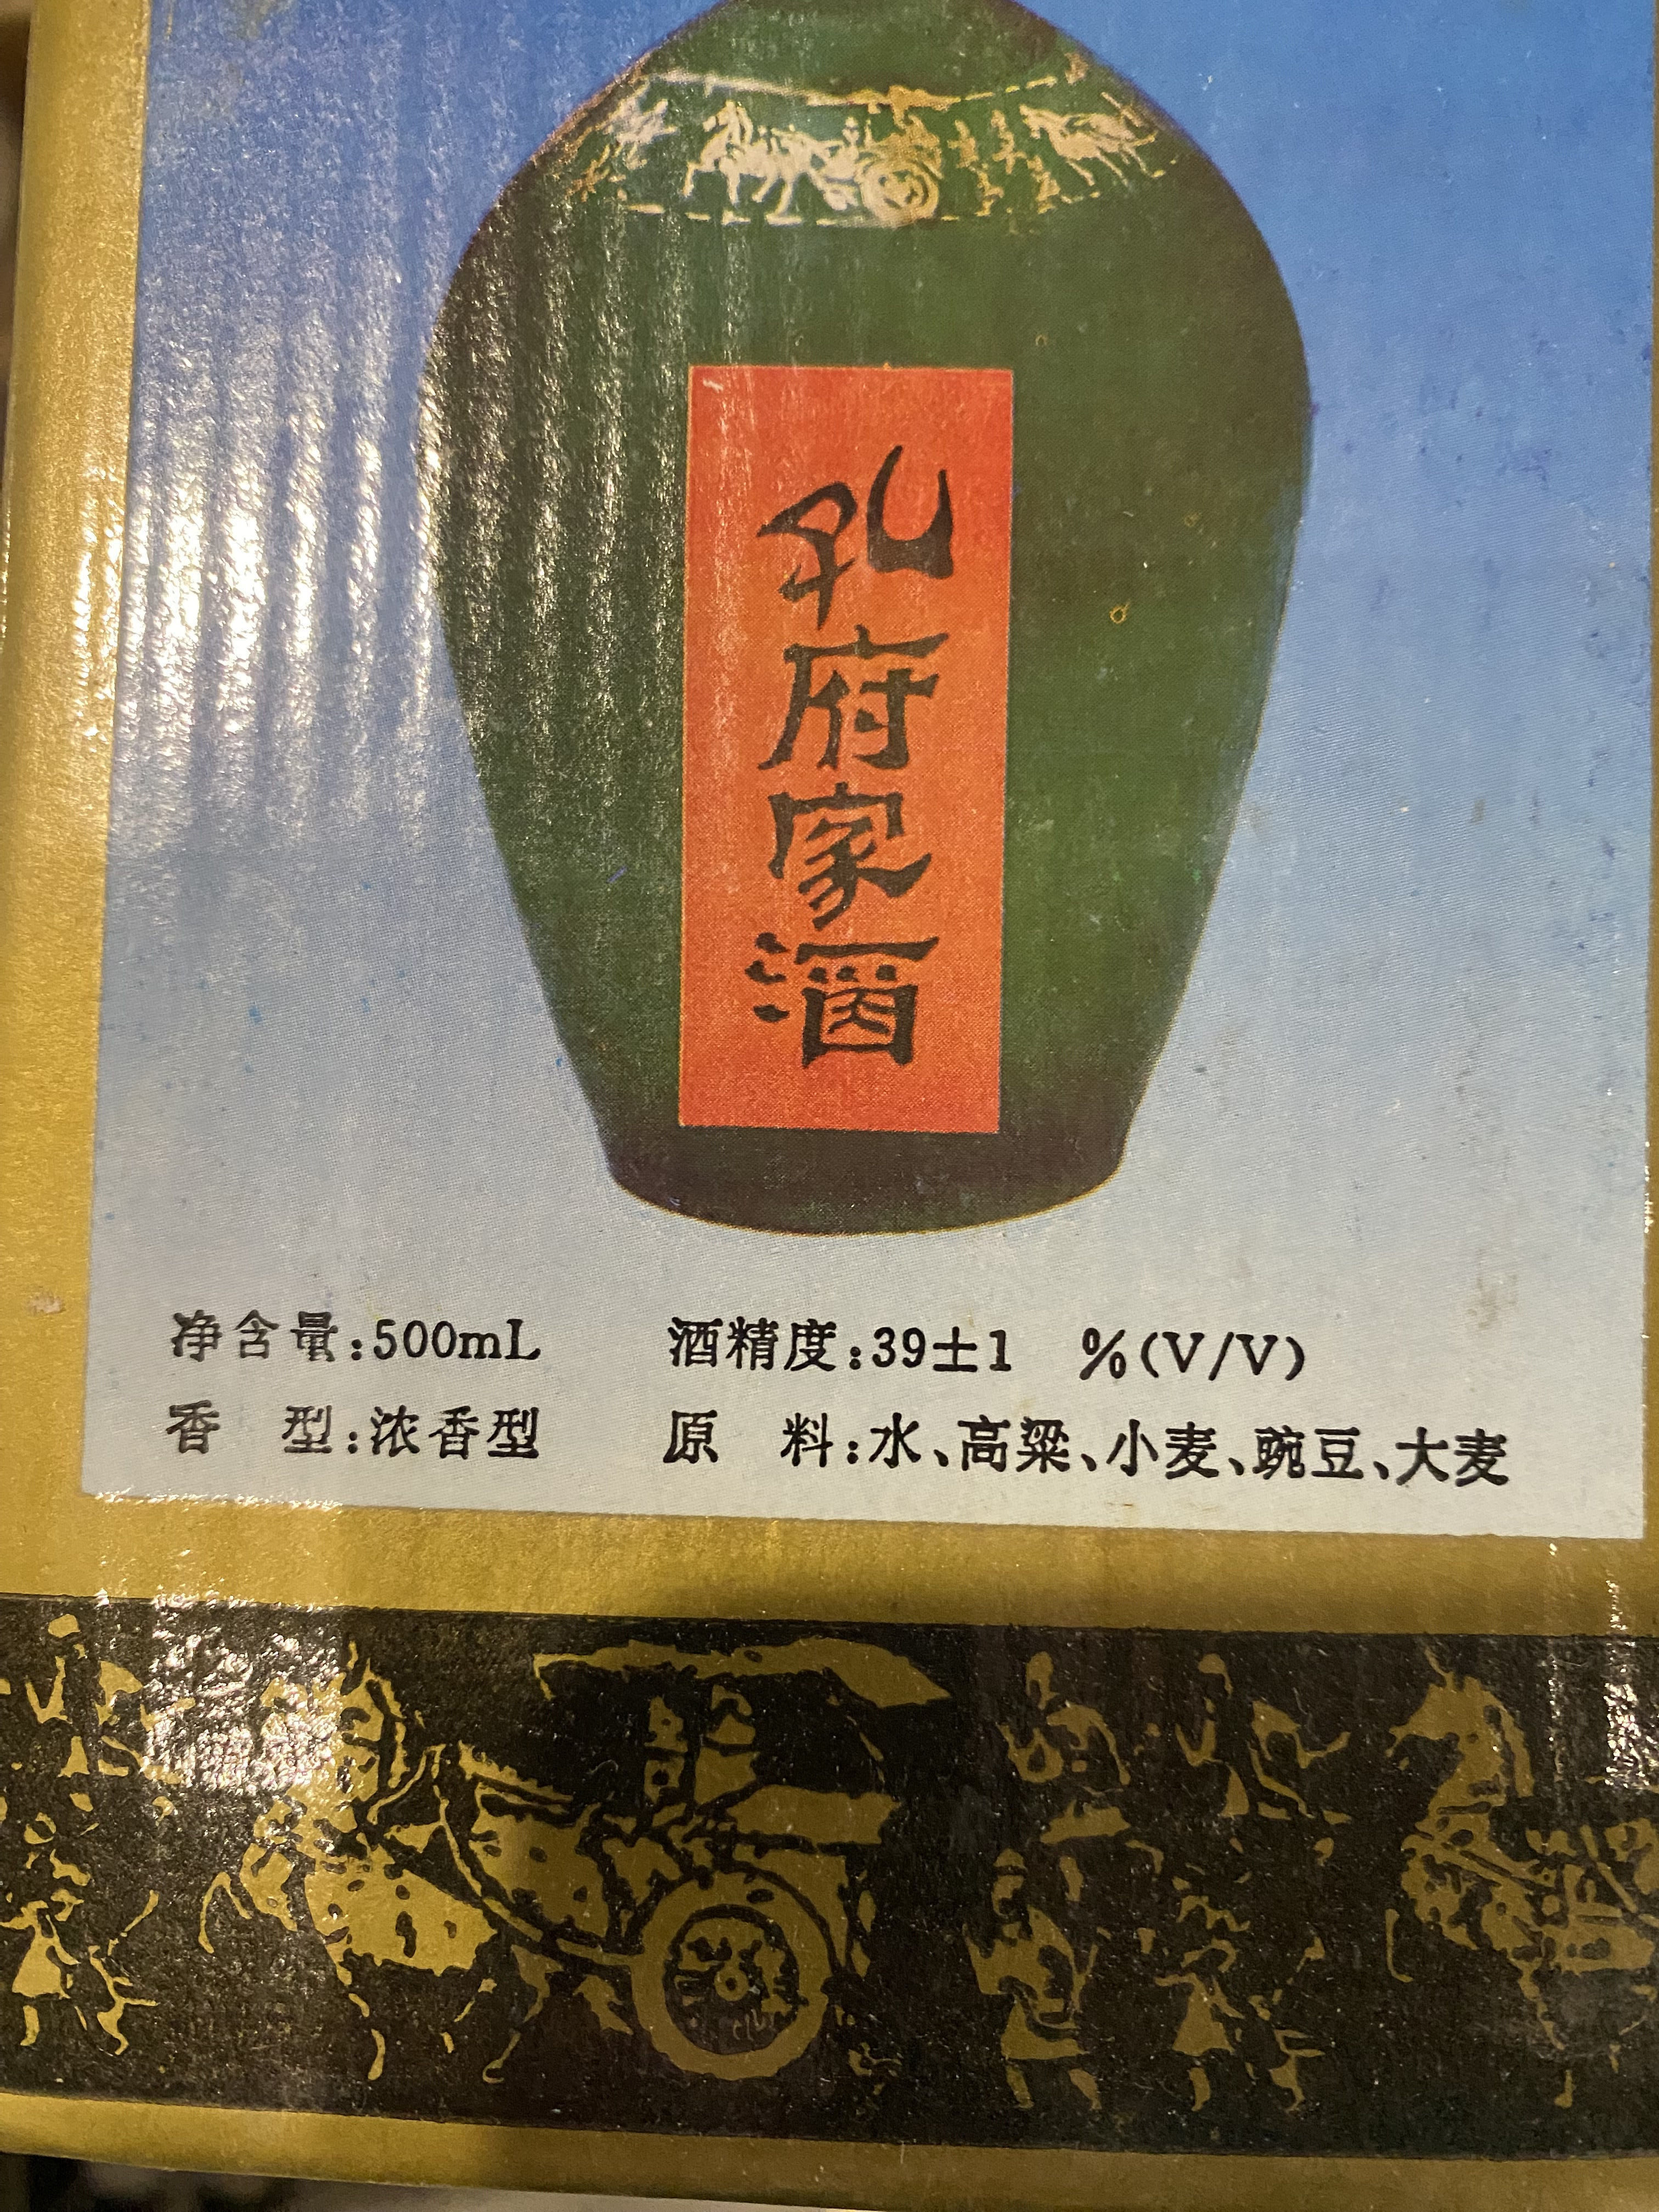 孔府家酒
净含量:500mL 酒精度:39±1 %(V/V)
香 型:浓香型 原 料:水、高粱、小麦、豌豆、大麦